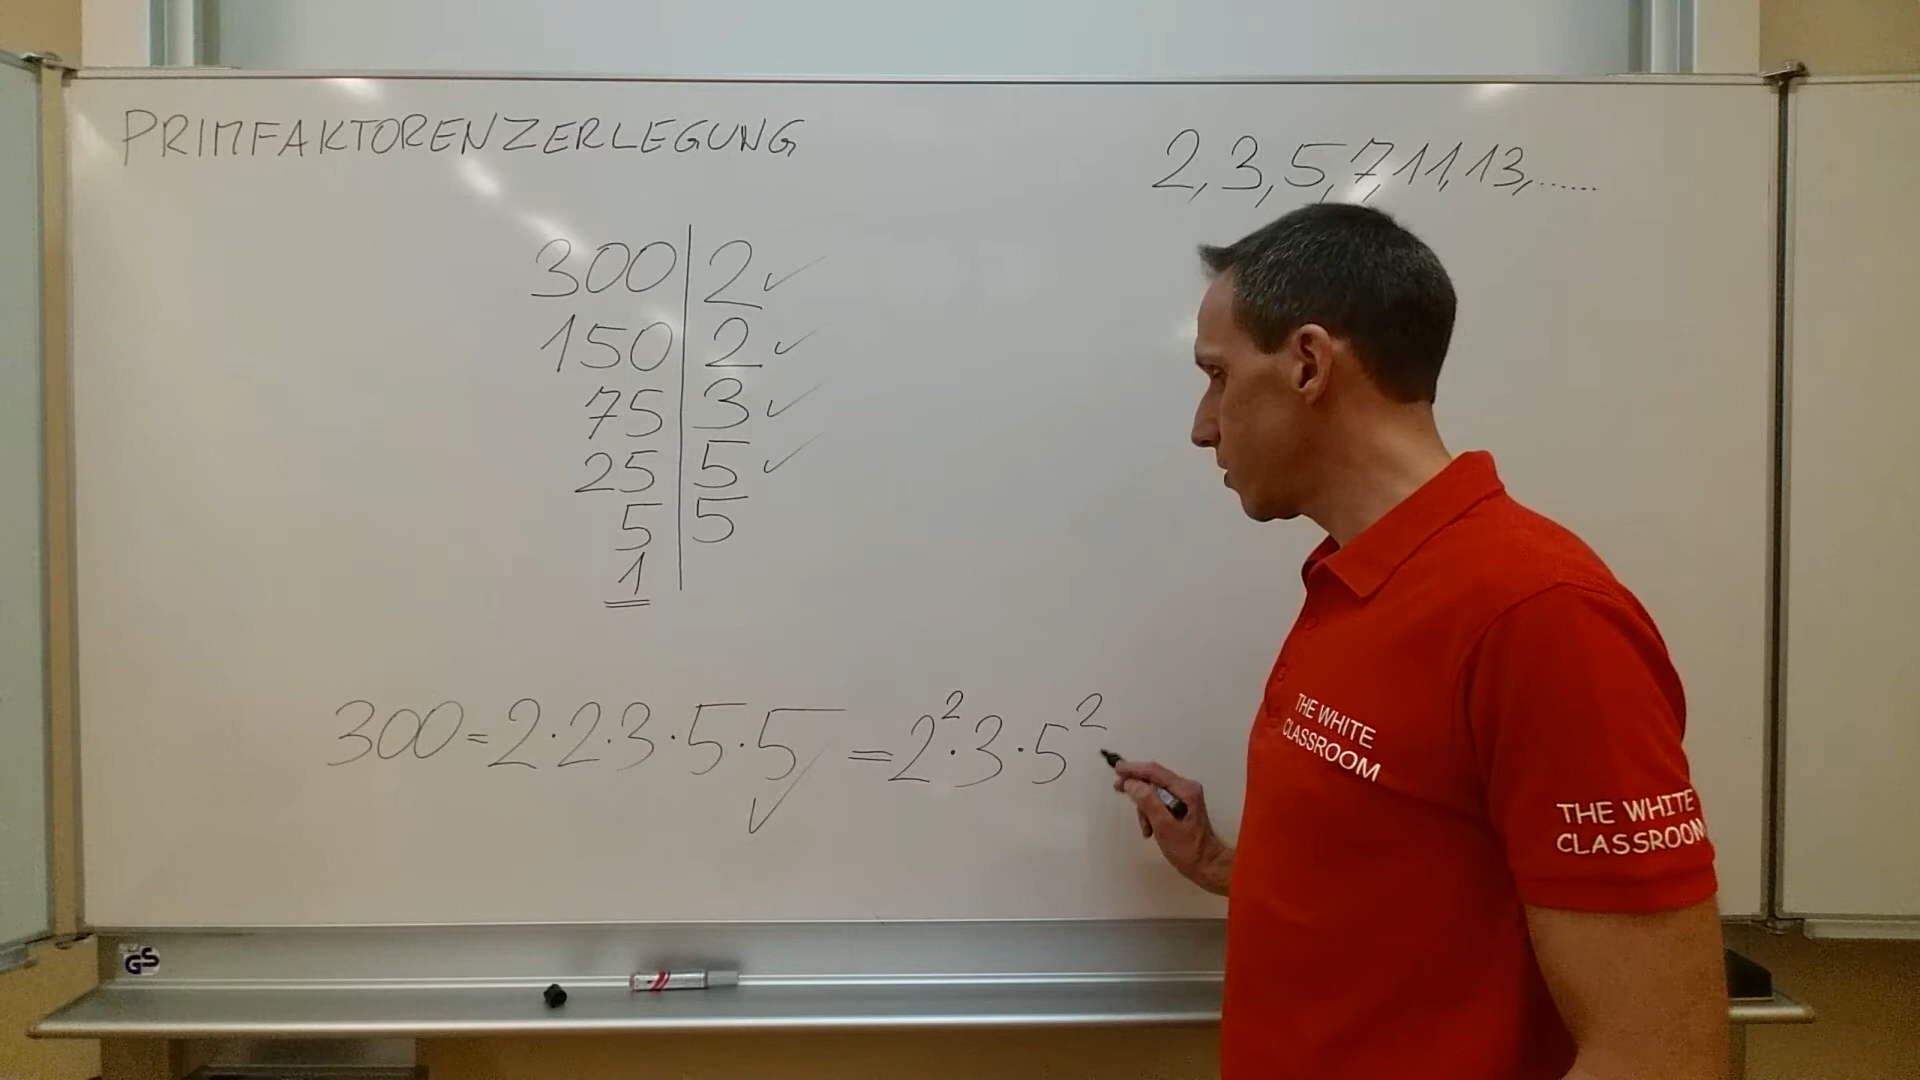 PRIMFAKTORENZERLEGUNG
2, 3, 5, 7, 11, 13, ......
300 | 2 ✓
150 | 2 ✓
75 | 3 ✓
25 | 5 ✓
5 | 5
1
300 = 2 · 2 · 3 · 5 · 5 ✓ = 2² · 3 · 5²
THE WHITE
CLASSROOM
THE WHITE
CLASSROOM
GS